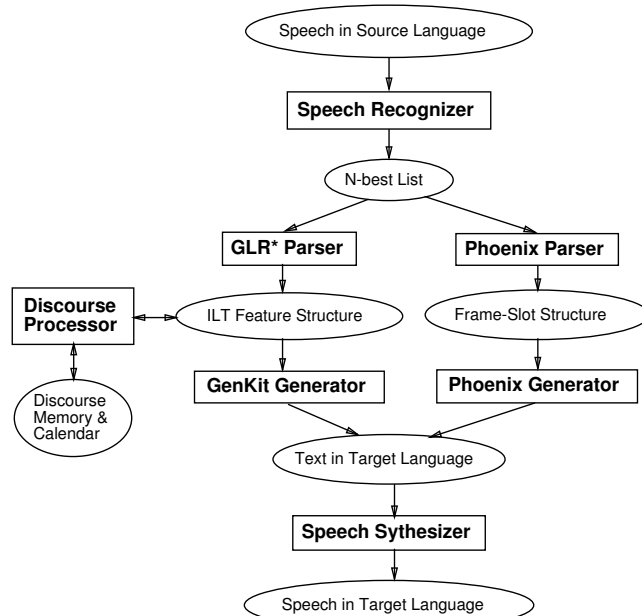 Speech in Source Language
Speech Recognizer
N-best List
GLR* Parser
Phoenix Parser
Discourse
Processor
ILT Feature Structure
Frame-Slot Structure
GenKit Generator
Phoenix Generator
Discourse
Memory &
Calendar
Text in Target Language
Speech Sythesizer
Speech in Target Language